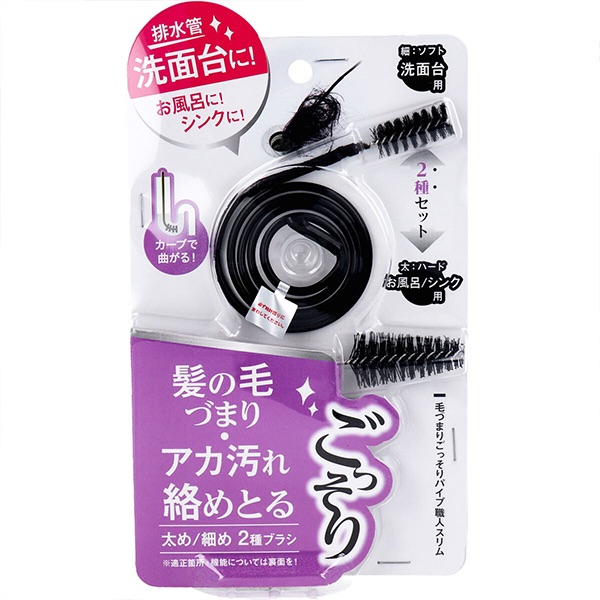 排水管
洗面台に!
お風呂に!
シンクに!
カーブで
曲がる!
細:ソフト
洗面台
用
2種セット
太:ハード
お風呂/シンク
用
髪の毛
づまり・
アカ汚れ
絡めとる
ごっそり
太め/細め 2種ブラシ
※適正箇所・機能については裏面を!
毛づまりごっそりパイプ職人スリム